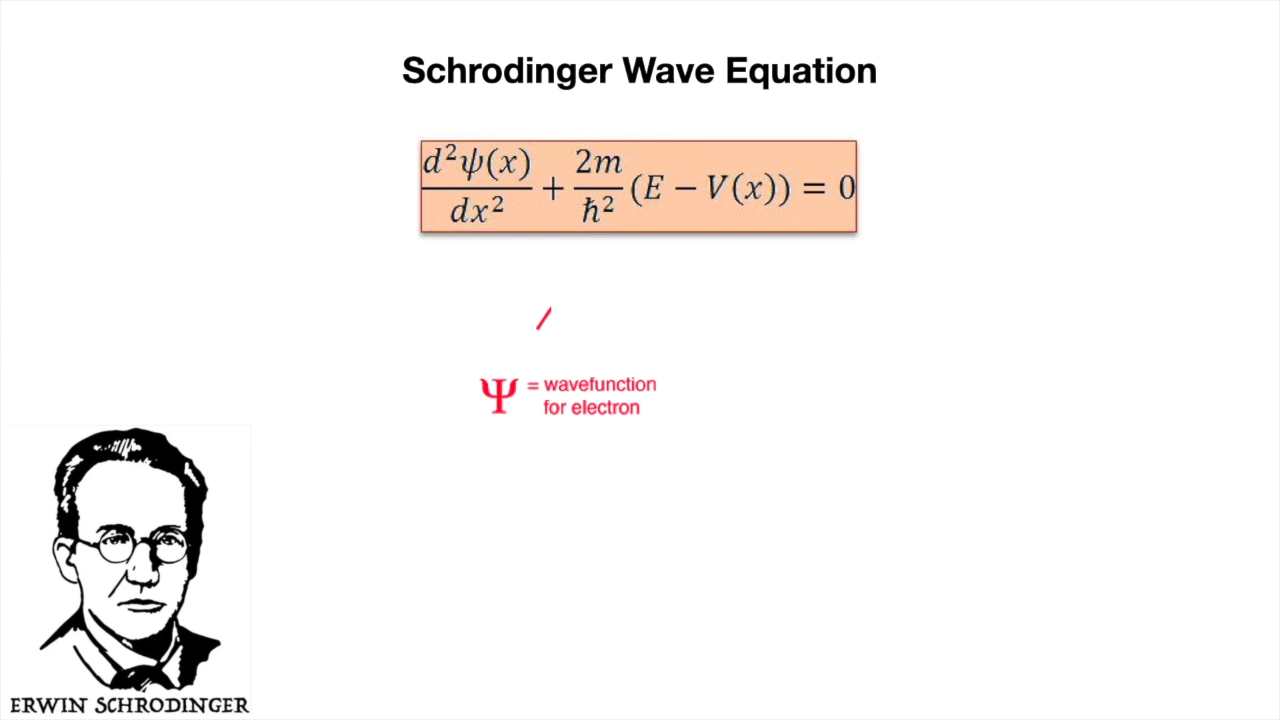 Schrodinger Wave Equation
d²ψ(x)/dx² + 2m/ħ² (E − V(x)) = 0
Ψ = wavefunction
for electron
ERWIN SCHRODINGER